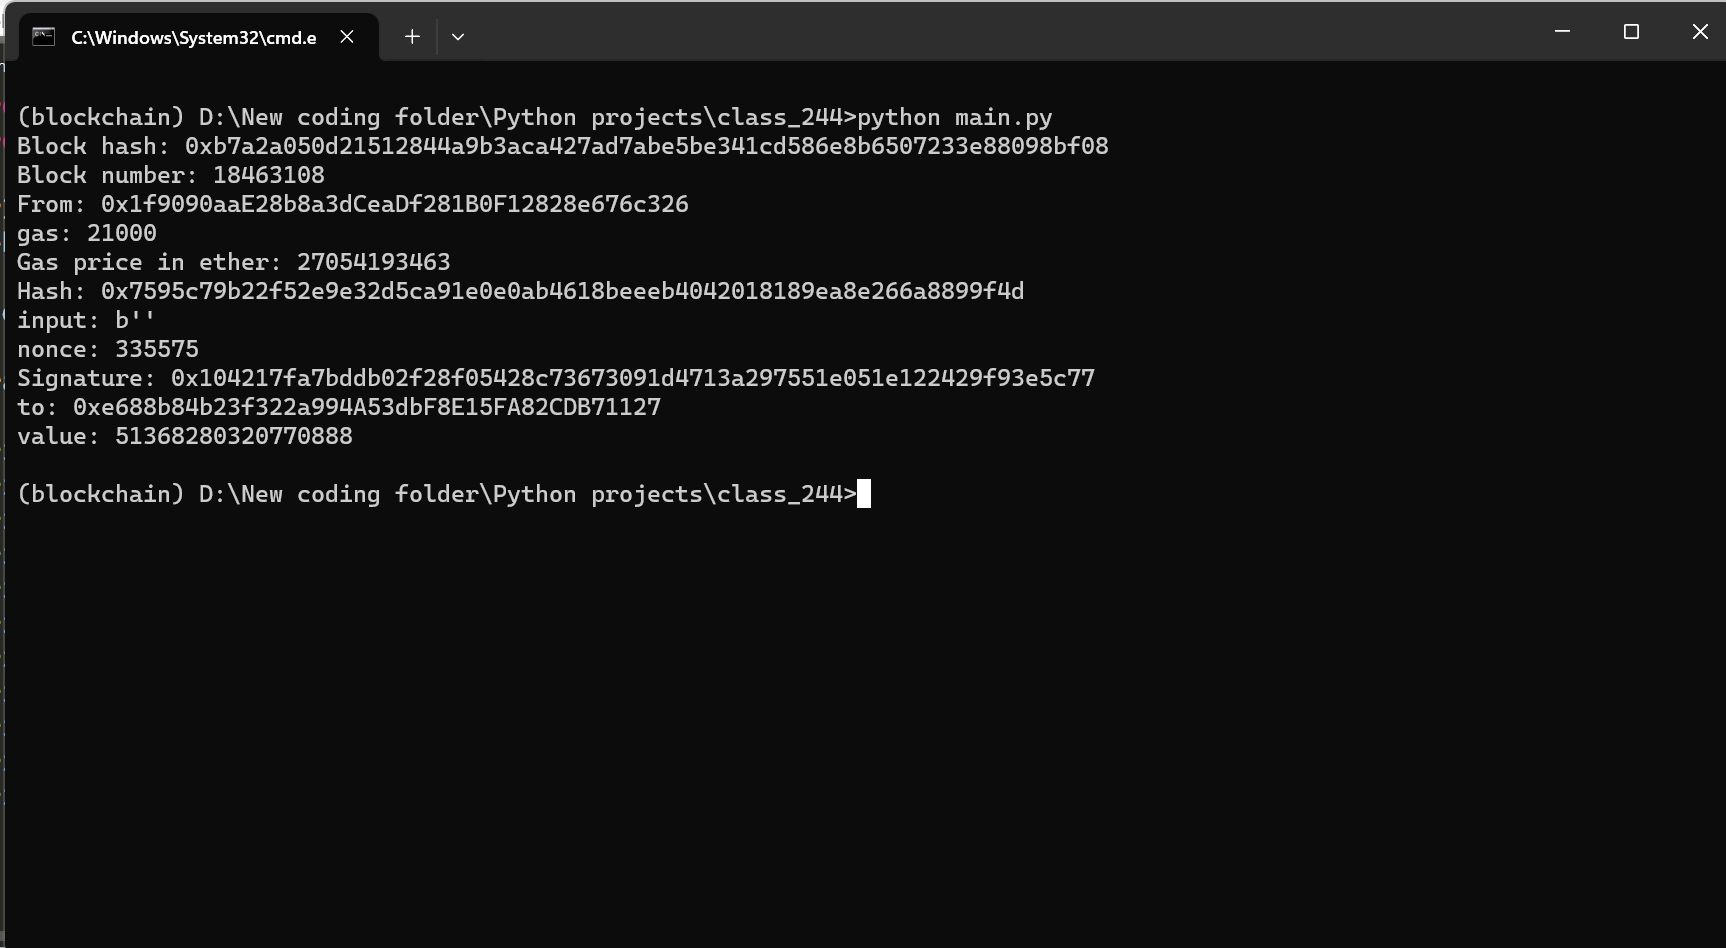 C:\Windows\System32\cmd.e
(blockchain) D:\New coding folder\Python projects\class_244>python main.py
Block hash: 0xb7a2a050d21512844a9b3aca427ad7abe5be341cd586e8b6507233e88098bf08
Block number: 18463108
From: 0x1f9090aaE28b8a3dCeaDf281B0F12828e676c326
gas: 21000
Gas price in ether: 27054193463
Hash: 0x7595c79b22f52e9e32d5ca91e0e0ab4618beeeb4042018189ea8e266a8899f4d
input: b''
nonce: 335575
Signature: 0x104217fa7bddb02f28f05428c73673091d4713a297551e051e122429f93e5c77
to: 0xe688b84b23f322a994A53dbF8E15FA82CDB71127
value: 51368280320770888
(blockchain) D:\New coding folder\Python projects\class_244>